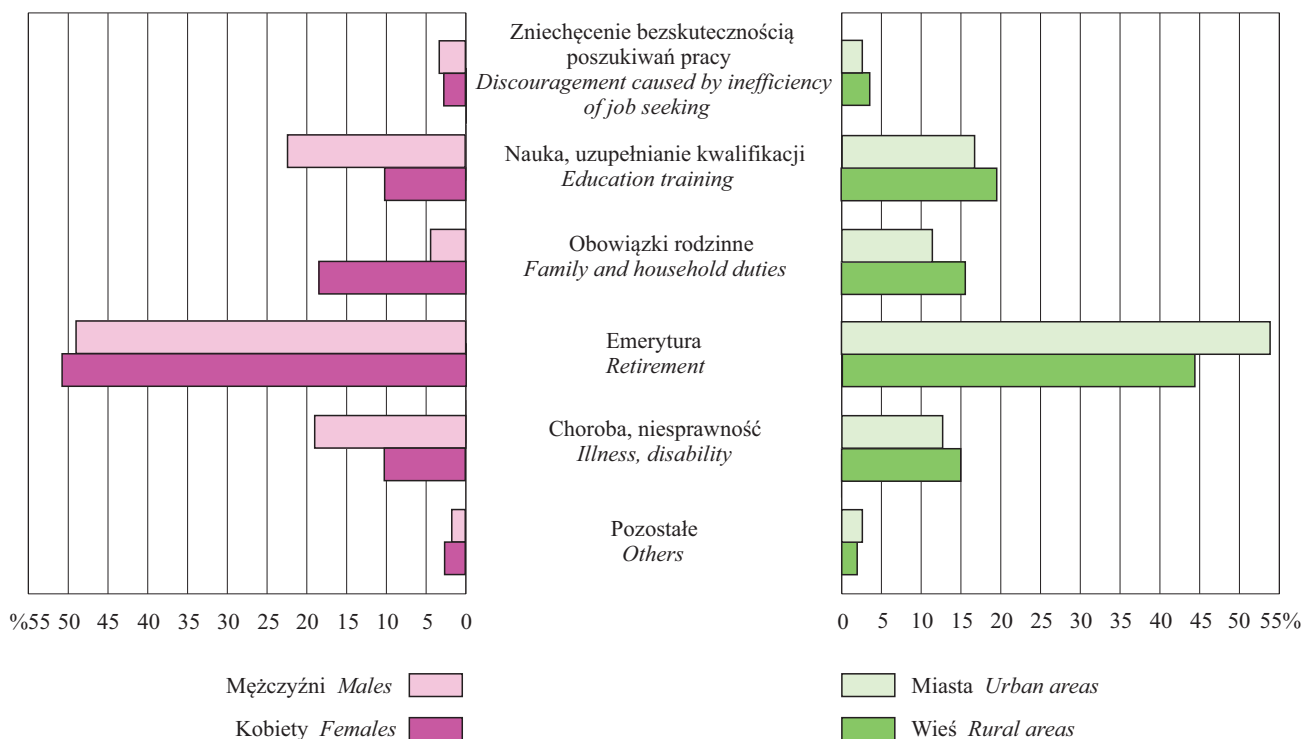 Zniechęcenie bezskutecznością
poszukiwań pracy
Discouragement caused by inefficiency
of job seeking
Nauka, uzupełnianie kwalifikacji
Education training
Obowiązki rodzinne
Family and household duties
Emerytura
Retirement
Choroba, niesprawność
Illness, disability
Pozostałe
Others
%55 50 45 40 35 30 25 20 15 10 5 0
0 5 10 15 20 25 30 35 40 45 50 55%
Mężczyźni Males
Kobiety Females
Miasta Urban areas
Wieś Rural areas